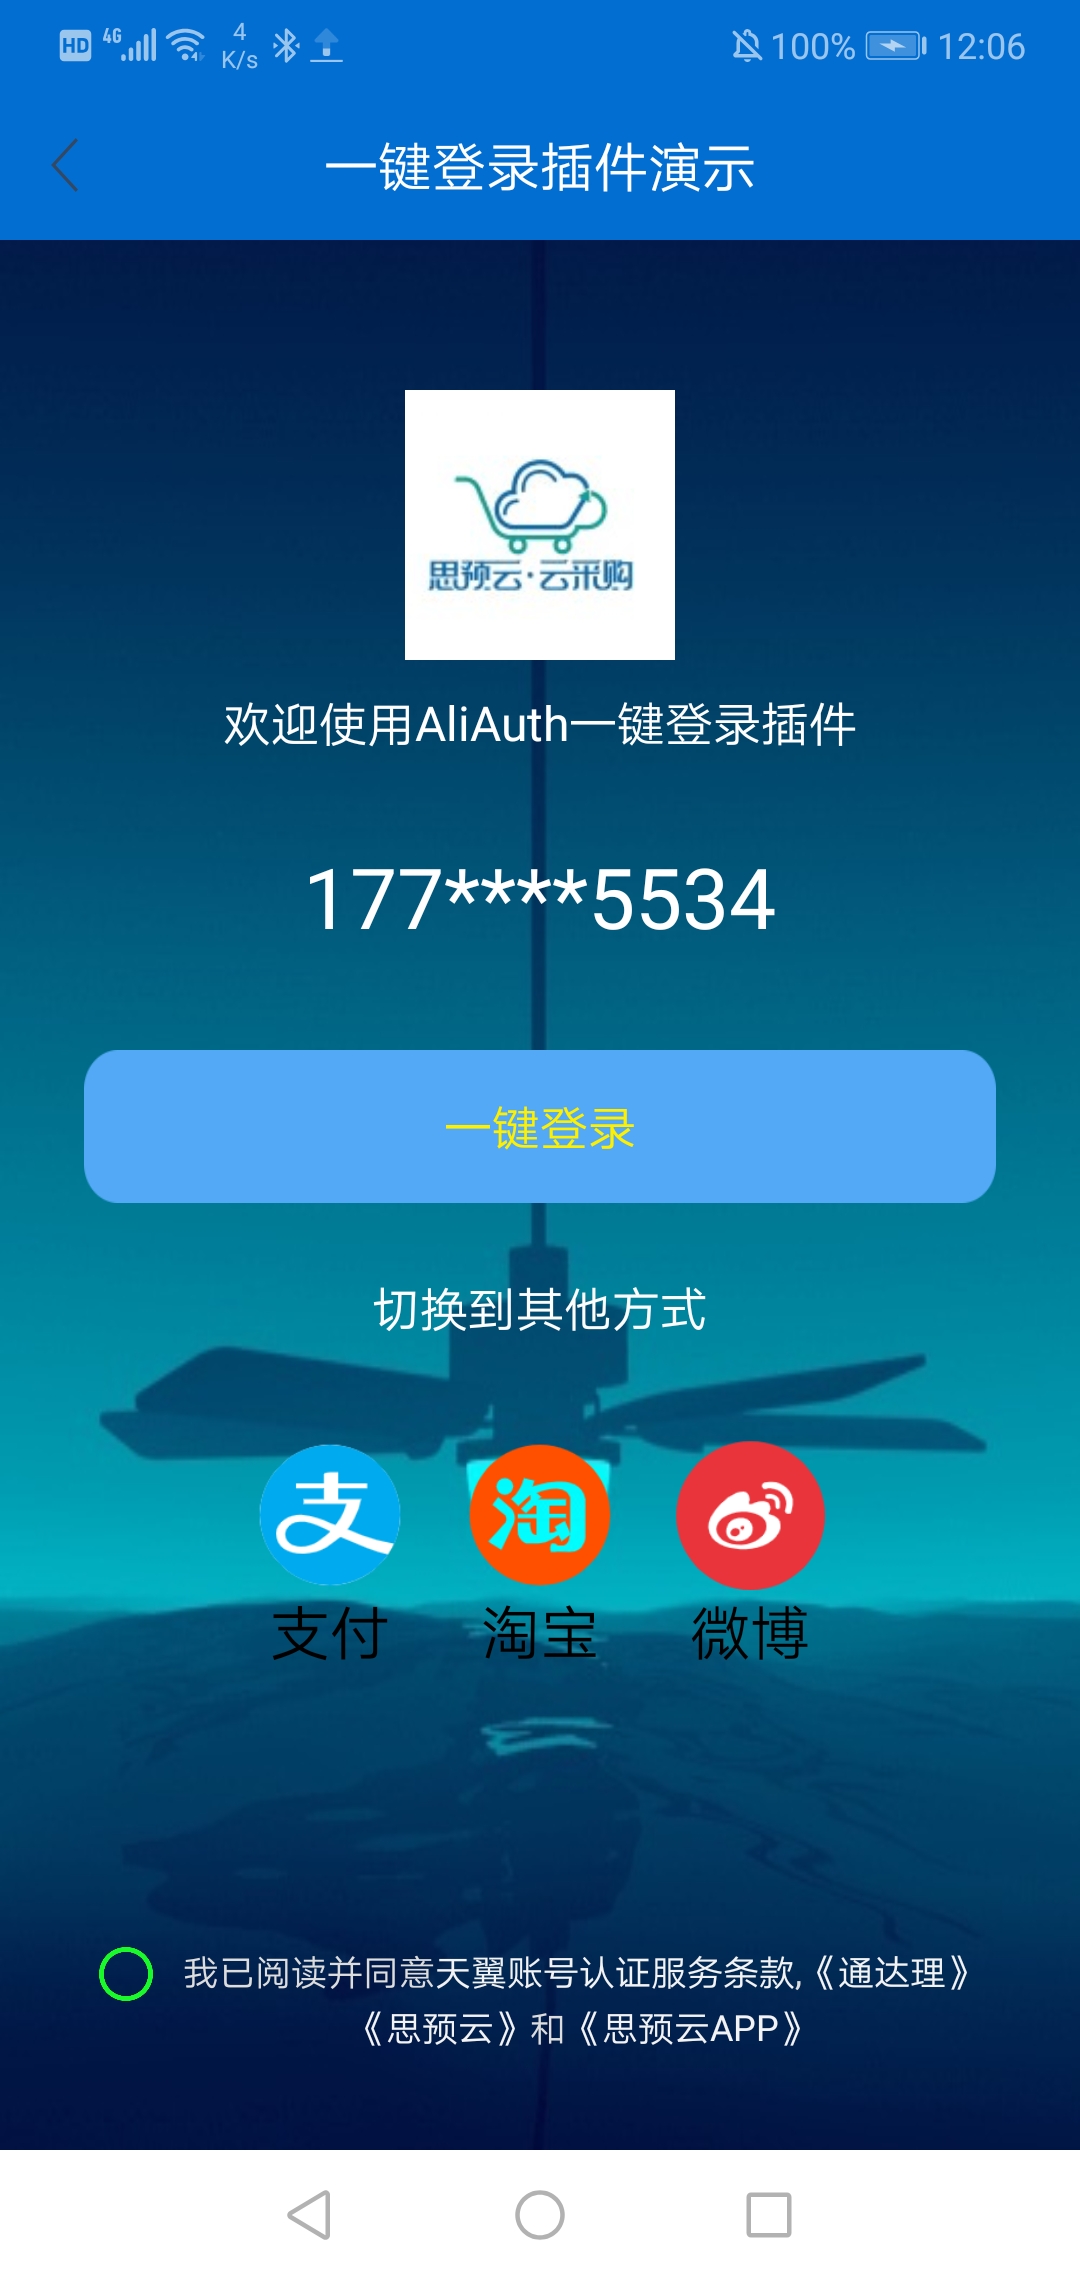 HD 4G 4 K/s 100% 12:06
一键登录插件演示
思预云·云采购
欢迎使用AliAuth一键登录插件
177****5534
一键登录
切换到其他方式
支 淘
支付 淘宝 微博
我已阅读并同意天翼账号认证服务条款,《通达理》
《思预云》和《思预云APP》